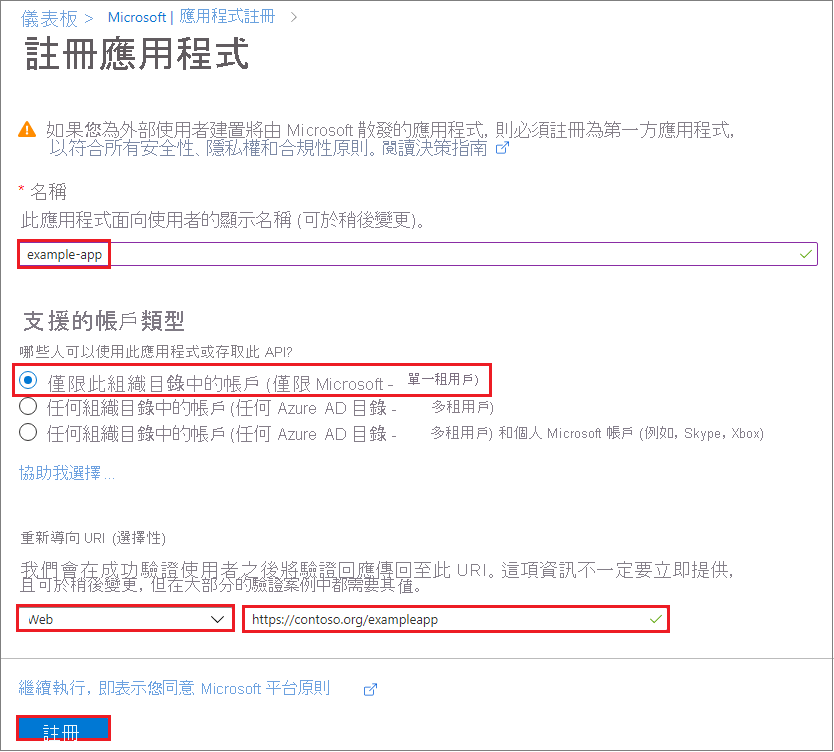 儀表板 > Microsoft | 應用程式註冊 >
註冊應用程式
如果您為外部使用者建置將由 Microsoft 散發的應用程式, 則必須註冊為第一方應用程式,
以符合所有安全性、隱私權和合規性原則。閱讀決策指南
* 名稱
此應用程式面向使用者的顯示名稱 (可於稍後變更)。
example-app
支援的帳戶類型
哪些人可以使用此應用程式或存取此 API?
僅限此組織目錄中的帳戶 (僅限 Microsoft - 單一租用戶)
任何組織目錄中的帳戶 (任何 Azure AD 目錄 - 多租用戶)
任何組織目錄中的帳戶 (任何 Azure AD 目錄 - 多租用戶) 和個人 Microsoft 帳戶 (例如, Skype, Xbox)
協助我選擇...
重新導向 URI (選擇性)
我們會在成功驗證使用者之後將驗證回應傳回至此 URI。這項資訊不一定要立即提供,
且可於稍後變更, 但在大部分的驗證案例中都需要其值。
Web https://contoso.org/exampleapp
繼續執行, 即表示您同意 Microsoft 平台原則
註冊